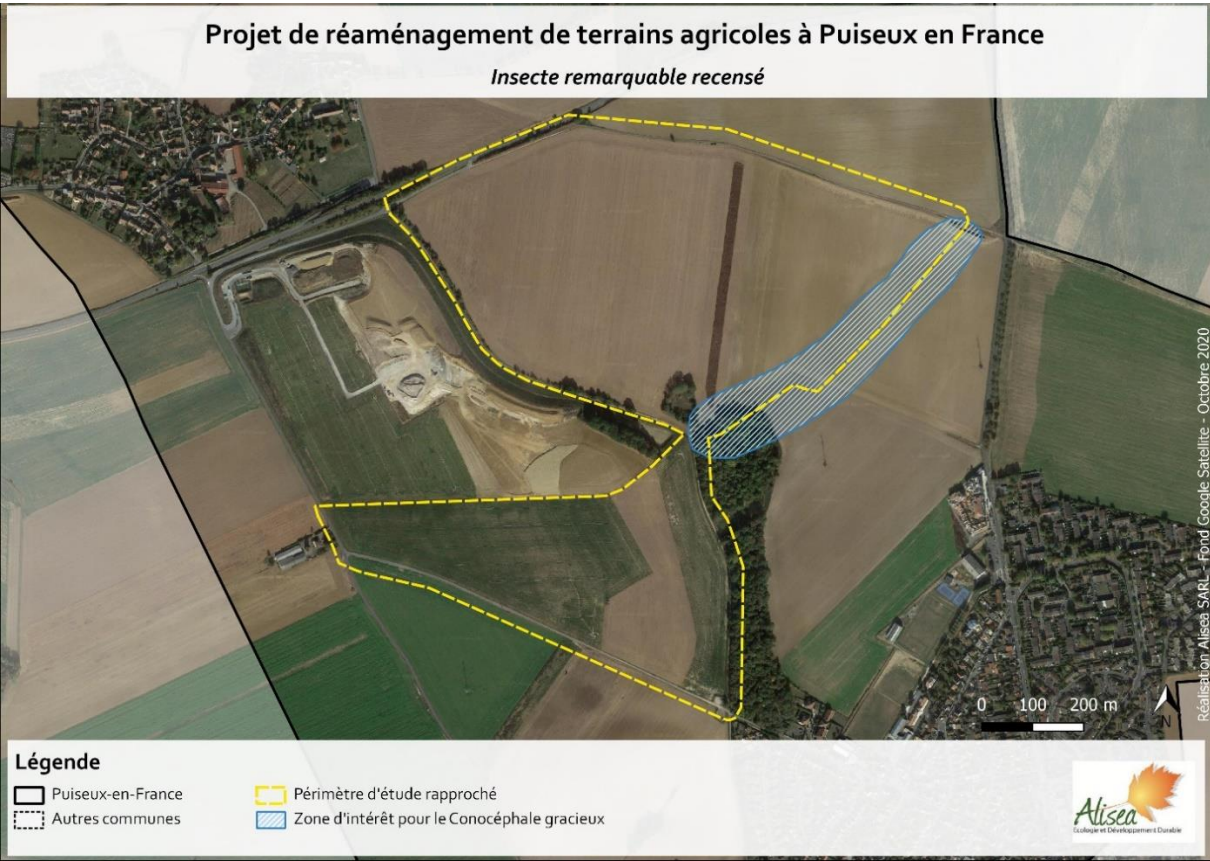 Projet de réaménagement de terrains agricoles à Puiseux en France
Insecte remarquable recensé
Réalisation Alisea SARL - Fond Google Satellite - Octobre 2020
0 100 200 m
N
Légende
Puiseux-en-France
Autres communes
Périmètre d'étude rapproché
Zone d'intérêt pour le Conocéphale gracieux
Alisea
Ecologie et Développement Durable